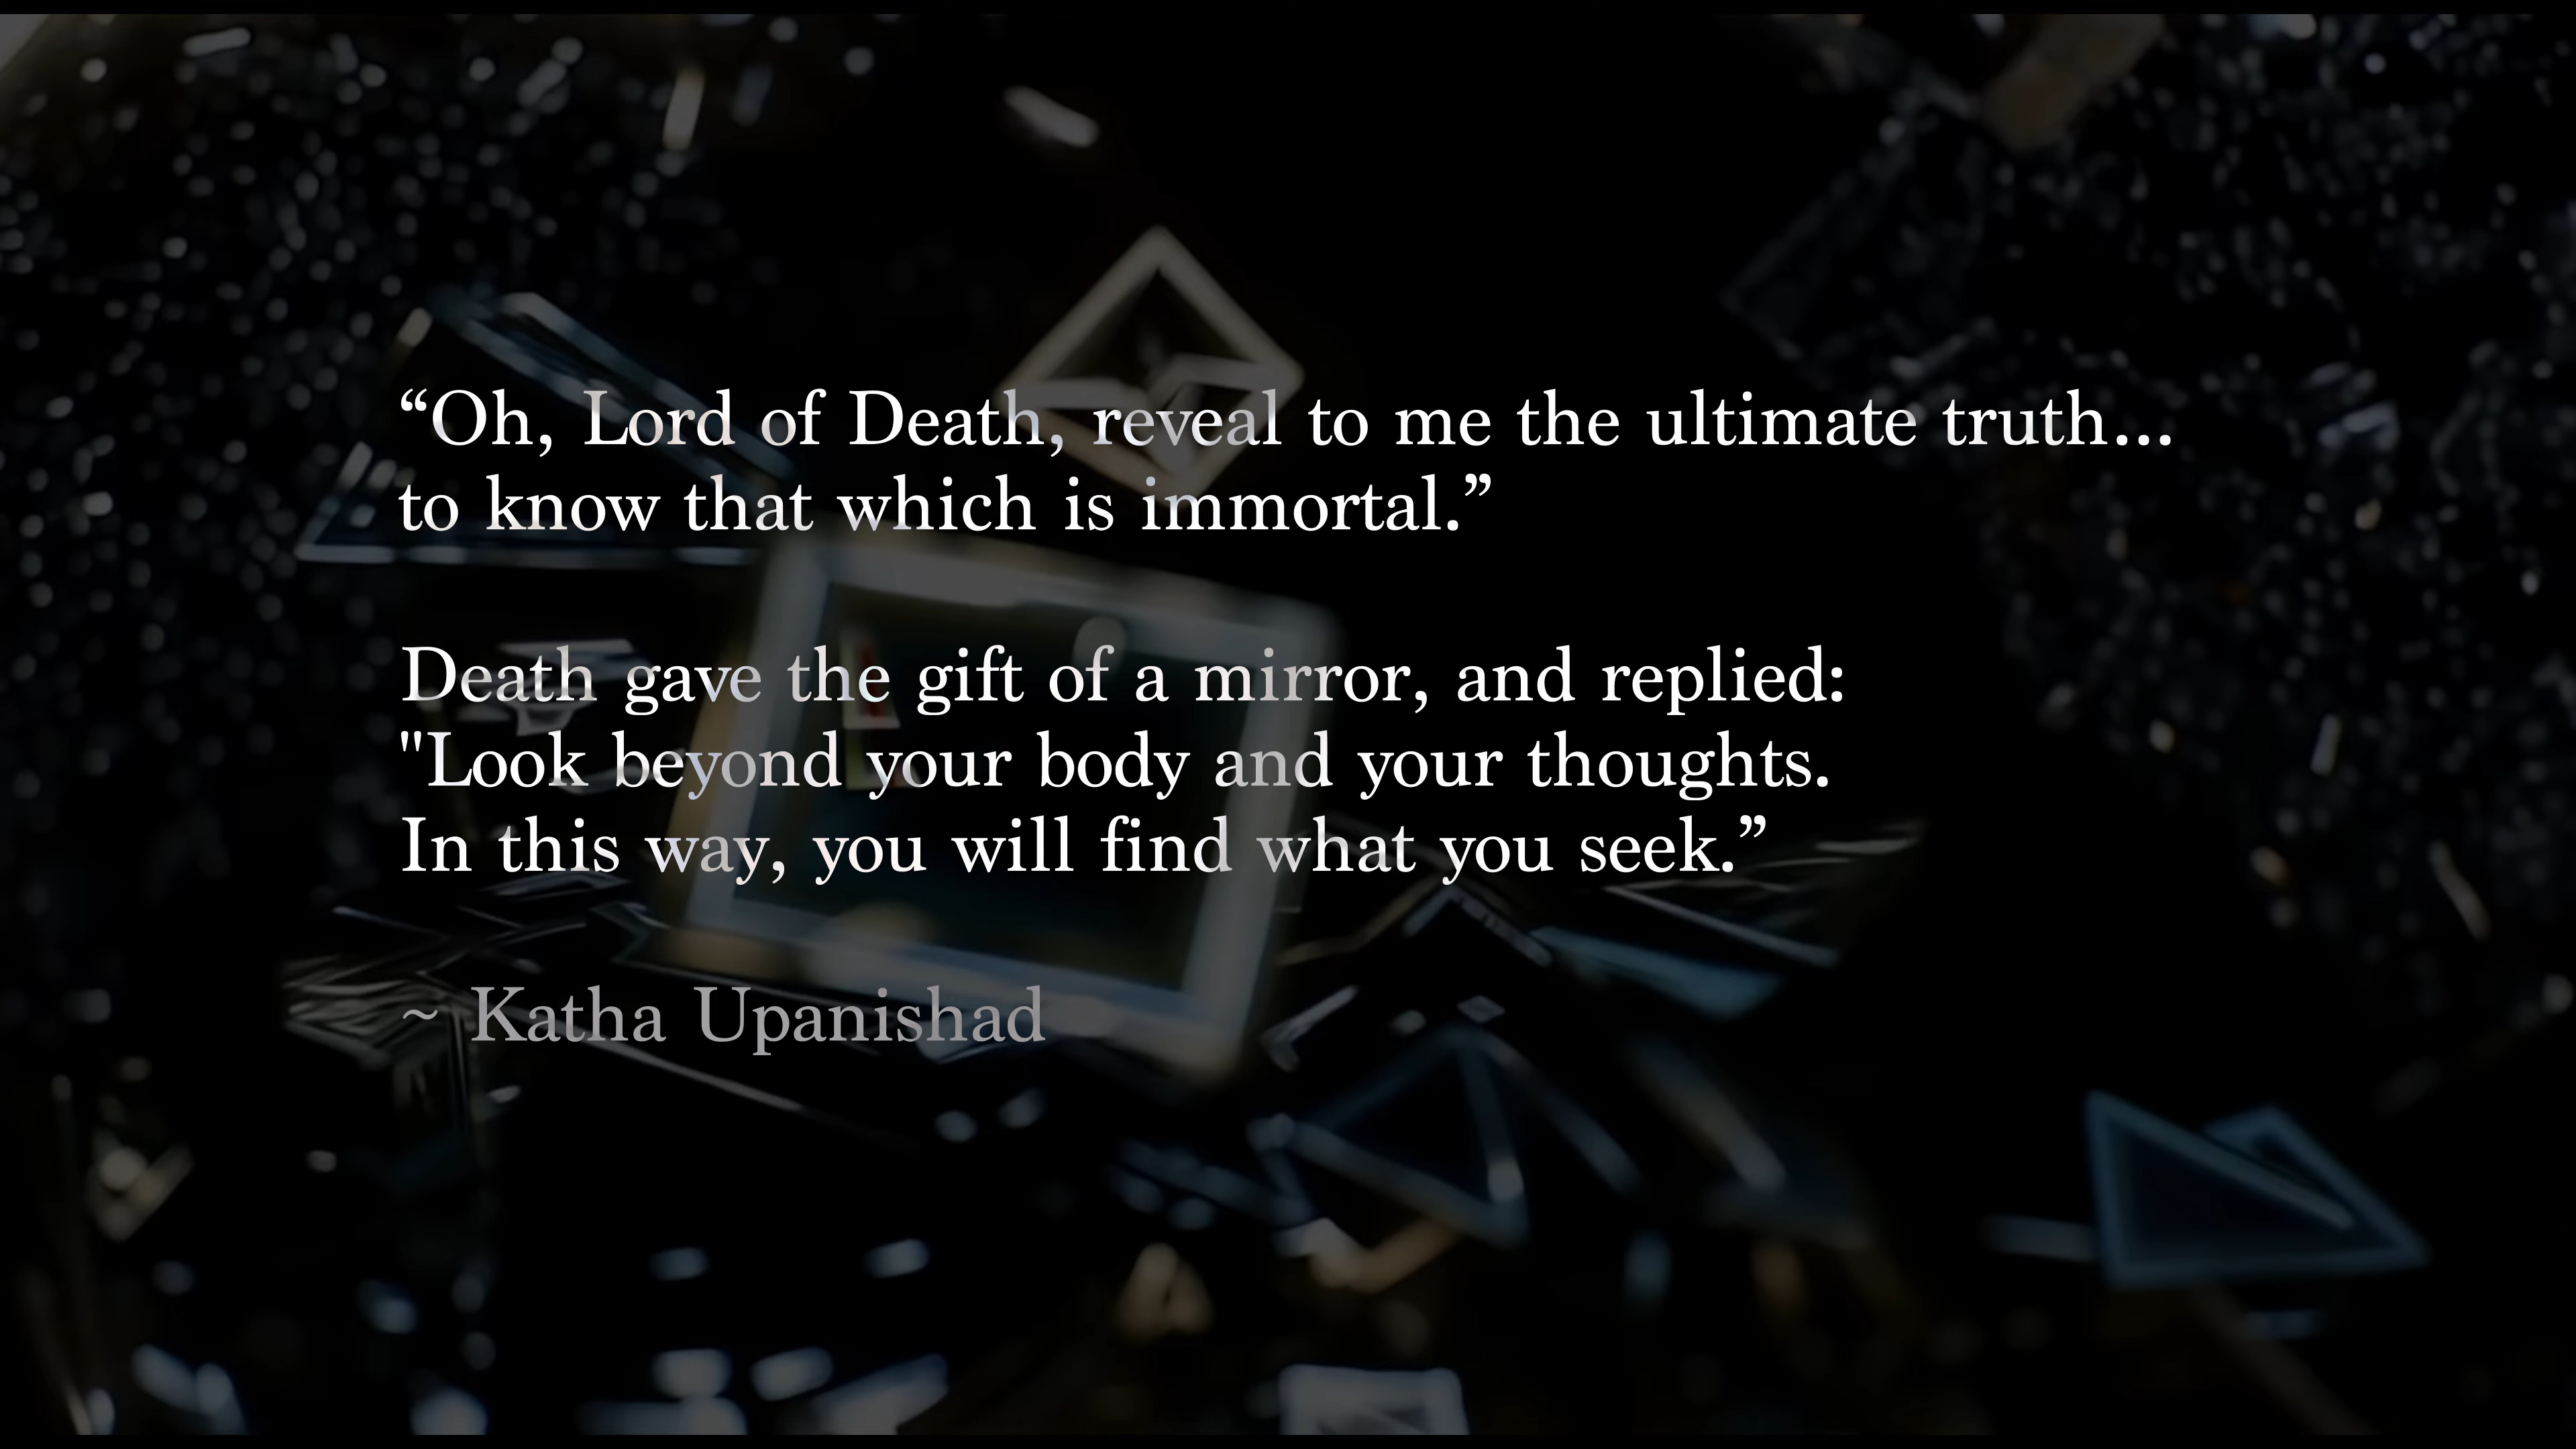 “Oh, Lord of Death, reveal to me the ultimate truth...
to know that which is immortal.”
Death gave the gift of a mirror, and replied:
"Look beyond your body and your thoughts.
In this way, you will find what you seek.”
~ Katha Upanishad